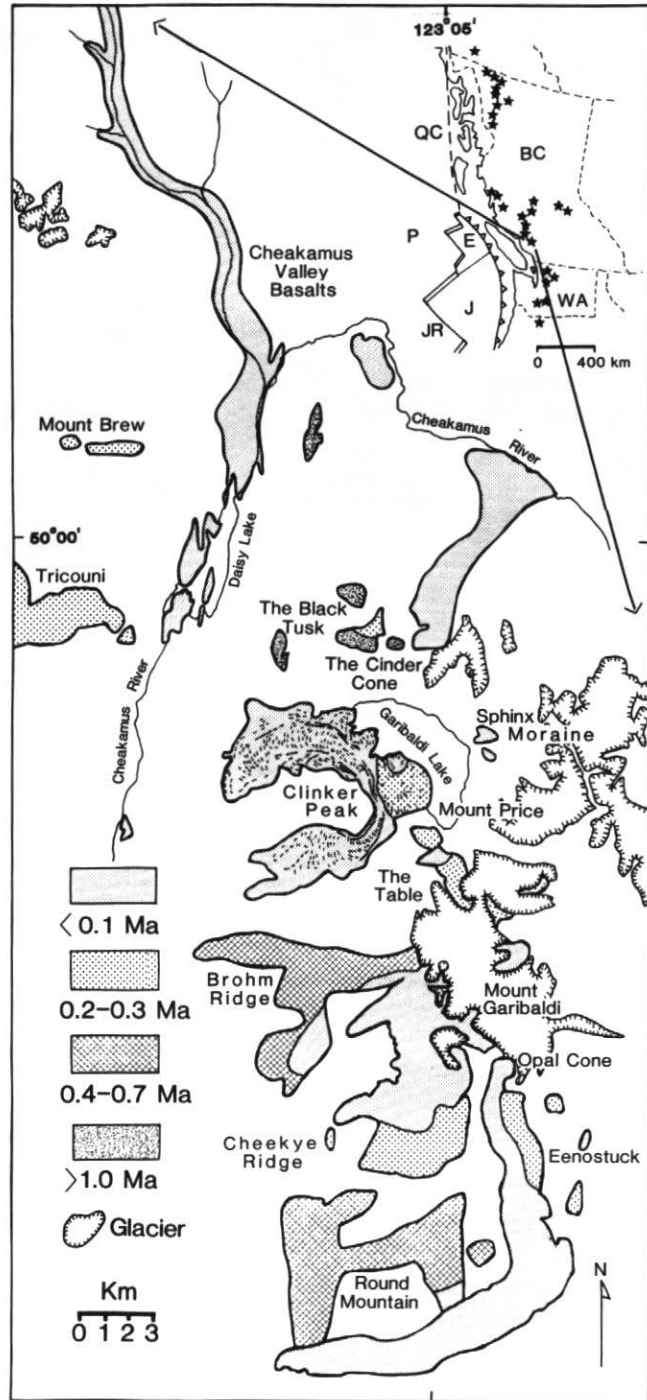 123°05'
QC
BC
P
E
J
JR
WA
0 400 km
Cheakamus
Valley
Basalts
Mount Brew
Cheakamus
River
50°00'
Daisy Lake
Tricouni
The Black
Tusk
The Cinder
Cone
Cheakamus River
Garibaldi Lake
Sphinx
Moraine
Clinker
Peak
Mount Price
The
Table
< 0.1 Ma
0.2–0.3 Ma
0.4–0.7 Ma
>1.0 Ma
Glacier
Brohm
Ridge
Mount
Garibaldi
Opal Cone
Cheekye
Ridge
Eenostuck
Round
Mountain
Km
0 1 2 3
N